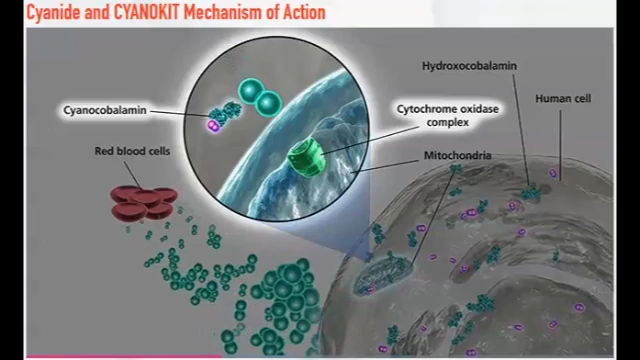 Cyanide and CYANOKIT Mechanism of Action
Hydroxocobalamin
Cyanocobalamin
Human cell
Cytochrome oxidase
complex
Red blood cells
Mitochondria